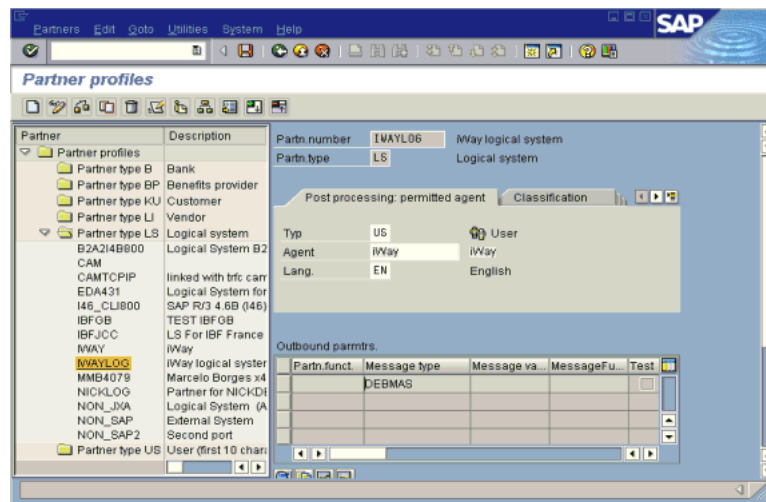 Partners Edit Goto Utilities System Help
SAP
Partner profiles
Partner Description
Partner profiles
Partner type B Bank
Partner type BP Benefits provider
Partner type KU Customer
Partner type LI Vendor
Partner type LS Logical system
B2A2I4B800 Logical System B2
CAM
CAMTCPIP linked with trfc cam
EDA431 Logical System for
I46_CLI800 SAP R/3 4.6B (I46)
IBFGB TEST IBFGB
IBFJCC LS For IBF France
IWAY iWay
IWAYLOG iWay logical syster
MMB4079 Marcelo Borges x4
NICKLOG Partner for NICKDE
NON_JXA Logical System (A
NON_SAP External System
NON_SAP2 Second port
Partner type US User (first 10 chara
Partn.number IWAYLOG iWay logical system
Partn.type LS Logical system
Post processing: permitted agent Classification
Typ US User
Agent iWay iWay
Lang. EN English
Outbound parmtrs.
Partn.funct. Message type Message va... MessageFu... Test
DEBMAS